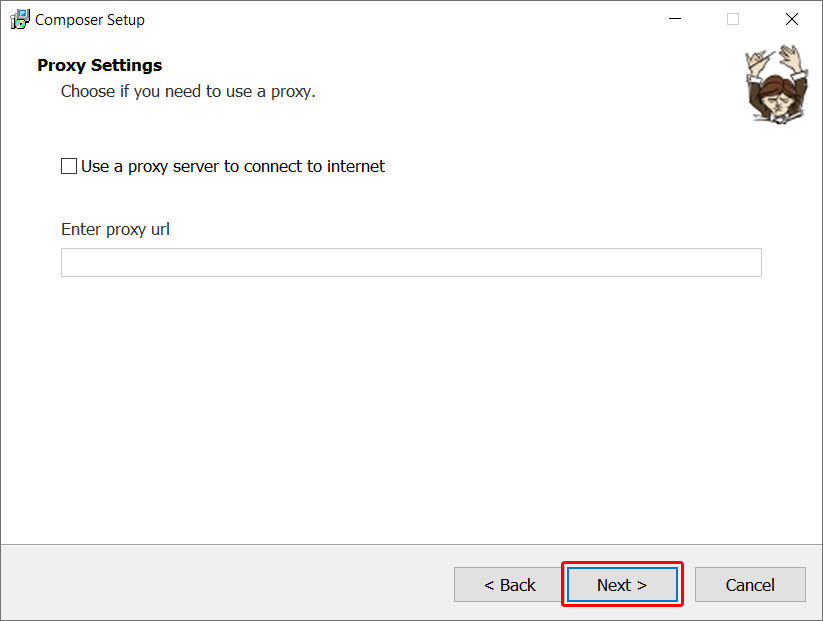 Composer Setup
Proxy Settings
Choose if you need to use a proxy.
Use a proxy server to connect to internet
Enter proxy url
< Back
Next >
Cancel